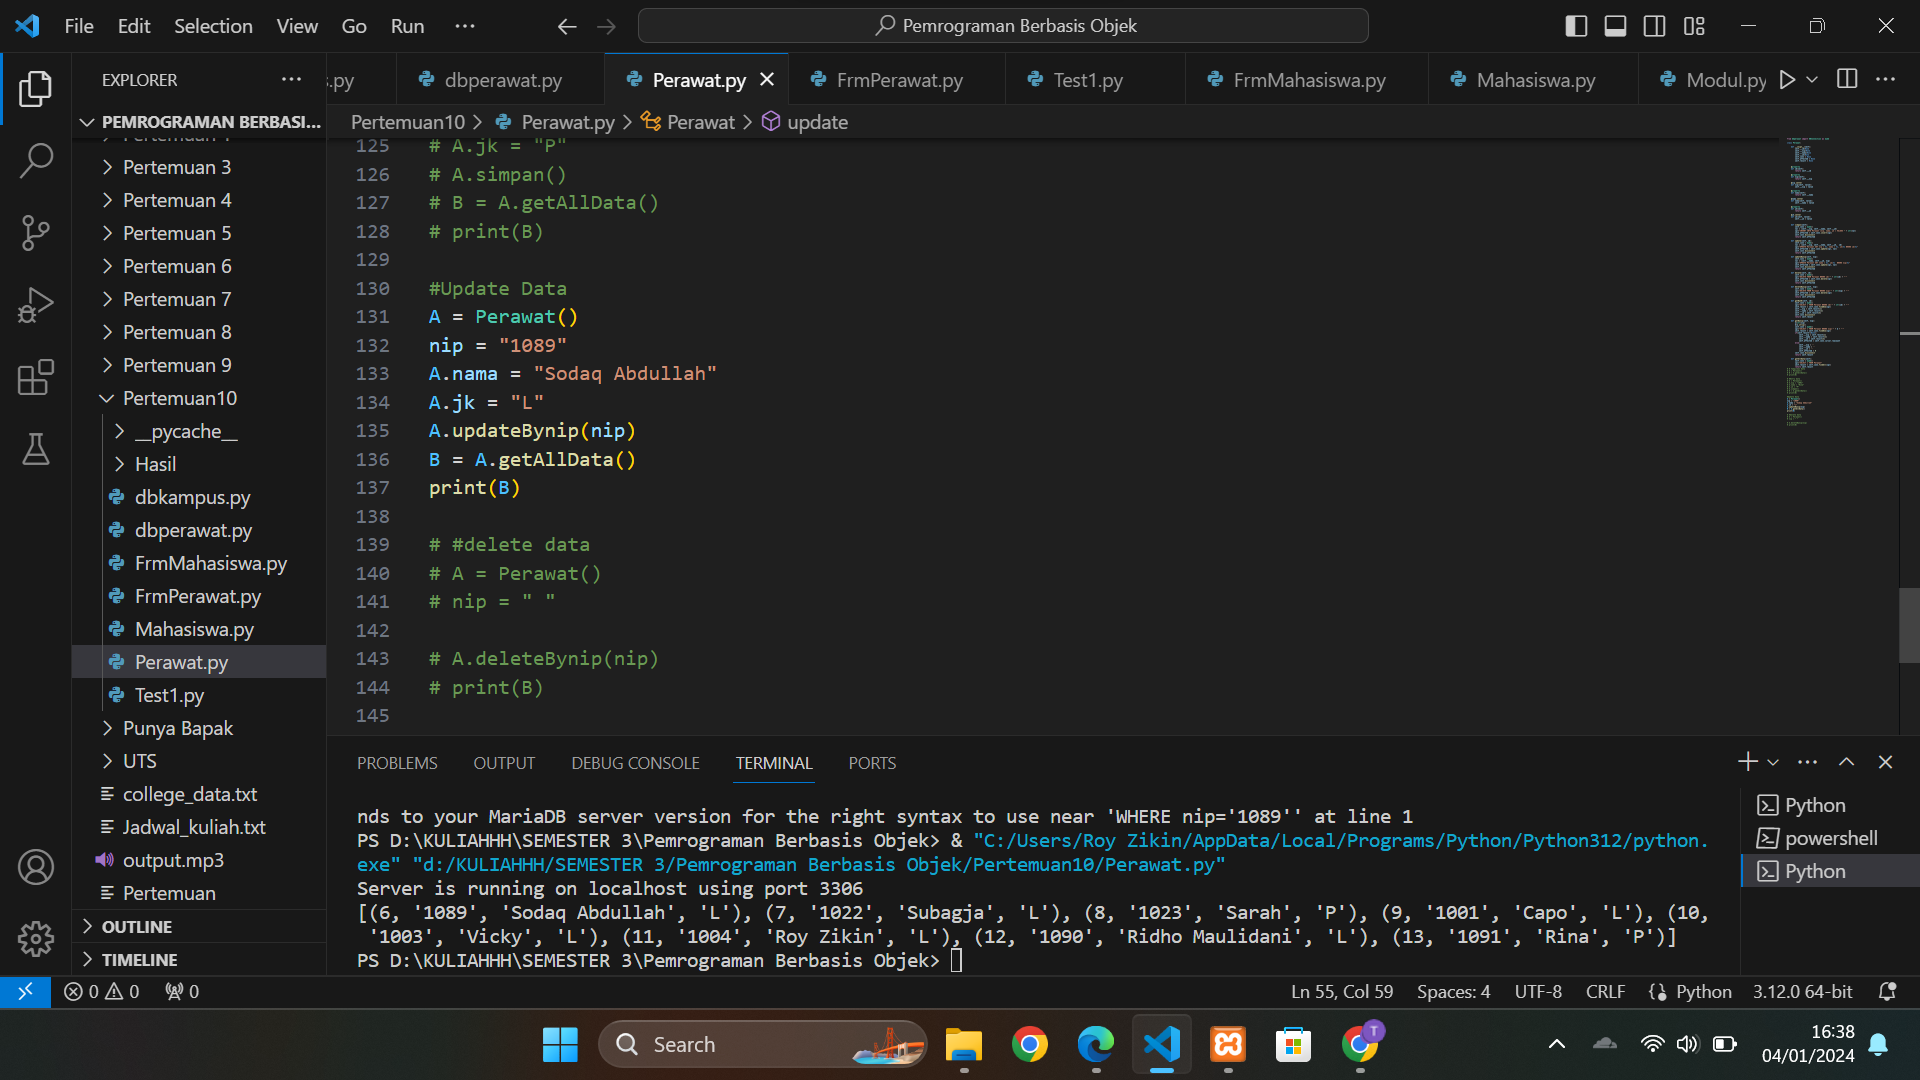 File Edit Selection View Go Run ···
Pemrograman Berbasis Objek
EXPLORER ···
s.py dbperawat.py Perawat.py FrmPerawat.py Test1.py FrmMahasiswa.py Mahasiswa.py Modul.py
PEMROGRAMAN BERBASI...
Pertemuan 3
Pertemuan 4
Pertemuan 5
Pertemuan 6
Pertemuan 7
Pertemuan 8
Pertemuan 9
Pertemuan10
__pycache__
Hasil
dbkampus.py
dbperawat.py
FrmMahasiswa.py
FrmPerawat.py
Mahasiswa.py
Perawat.py
Test1.py
Punya Bapak
UTS
college_data.txt
Jadwal_kuliah.txt
output.mp3
Pertemuan
OUTLINE
TIMELINE
Pertemuan10 > Perawat.py > Perawat > update
125 # A.jk = "P"
126 # A.simpan()
127 # B = A.getAllData()
128 # print(B)
129
130 #Update Data
131 A = Perawat()
132 nip = "1089"
133 A.nama = "Sodaq Abdullah"
134 A.jk = "L"
135 A.updateBynip(nip)
136 B = A.getAllData()
137 print(B)
138
139 # #delete data
140 # A = Perawat()
141 # nip = " "
142
143 # A.deleteBynip(nip)
144 # print(B)
145
PROBLEMS OUTPUT DEBUG CONSOLE TERMINAL PORTS
nds to your MariaDB server version for the right syntax to use near 'WHERE nip='1089'' at line 1
PS D:\KULIAHHH\SEMESTER 3\Pemrograman Berbasis Objek> & "C:/Users/Roy Zikin/AppData/Local/Programs/Python/Python312/python.
exe" "d:/KULIAHHH/SEMESTER 3/Pemrograman Berbasis Objek/Pertemuan10/Perawat.py"
Server is running on localhost using port 3306
[(6, '1089', 'Sodaq Abdullah', 'L'), (7, '1022', 'Subagja', 'L'), (8, '1023', 'Sarah', 'P'), (9, '1001', 'Capo', 'L'), (10,
'1003', 'Vicky', 'L'), (11, '1004', 'Roy Zikin', 'L'), (12, '1090', 'Ridho Maulidani', 'L'), (13, '1091', 'Rina', 'P')]
PS D:\KULIAHHH\SEMESTER 3\Pemrograman Berbasis Objek>
Python
powershell
Python
0 0 0
Ln 55, Col 59 Spaces: 4 UTF-8 CRLF Python 3.12.0 64-bit
Search
T
16:38
04/01/2024